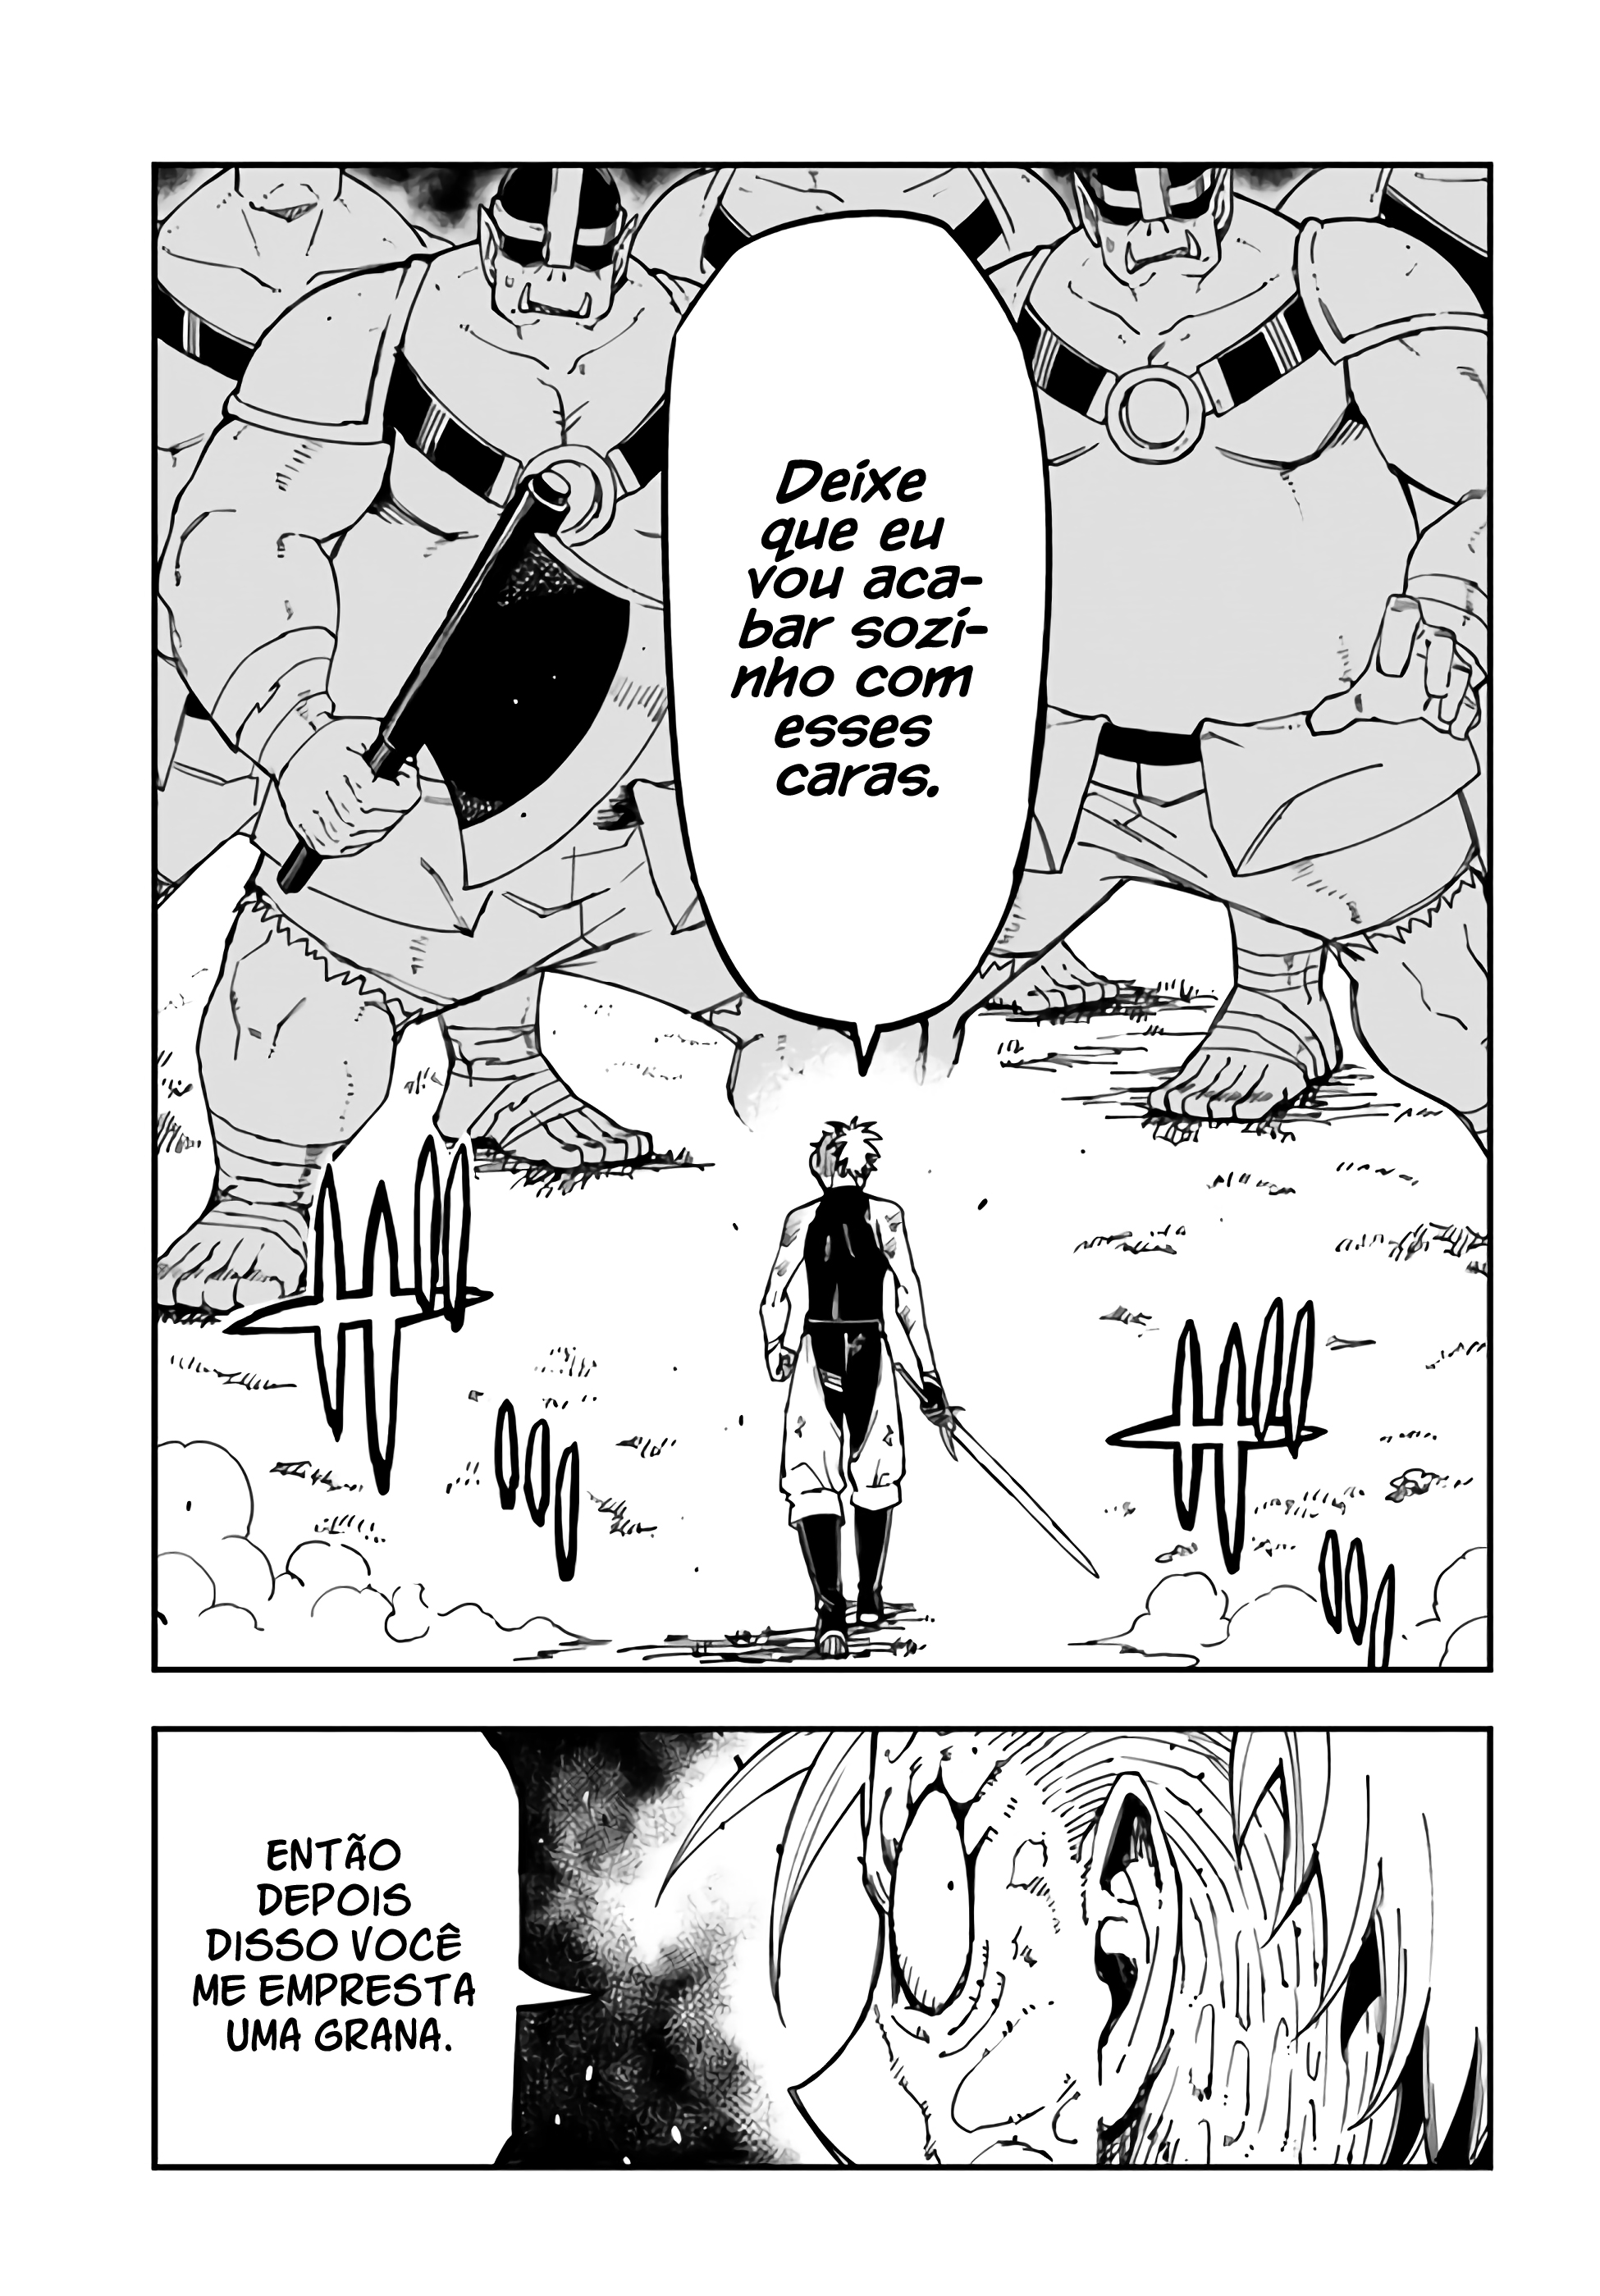 Deixe
que eu
vou aca-
bar sozi-
nho com
esses
caras.
ENTÃO
DEPOIS
DISSO VOCÊ
ME EMPRESTA
UMA GRANA.